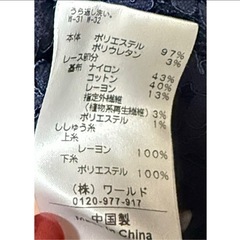 うら返し洗い。
M-31 M-32
本体 ポリエステル 97%
ポリウレタン 3%
レース部分
基布 ナイロン 43%
コットン 40%
レーヨン 13%
指定外繊維
(植物系再生繊維) 3%
ポリエステル 1%
ししゅう糸
上糸
レーヨン 100%
下糸
ポリエステル 100%
(株) ワールド
0120-977-917
中国製
Made in China